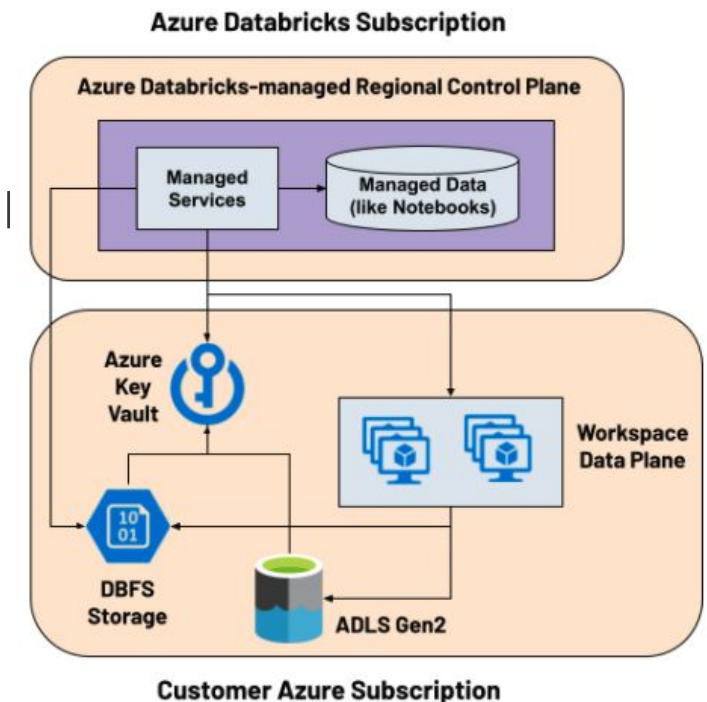 Azure Databricks Subscription
Azure Databricks-managed Regional Control Plane
Managed
Services
Managed Data
(like Notebooks)
Azure
Key
Vault
Workspace
Data Plane
10
01
DBFS
Storage
ADLS Gen2
Customer Azure Subscription